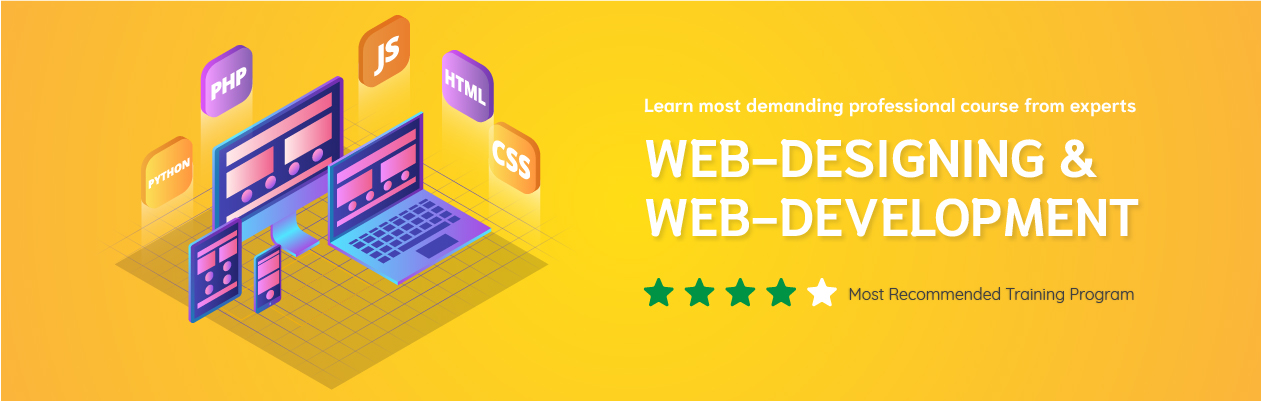 PHP
JS
HTML
PYTHON
CSS
Learn most demanding professional course from experts
WEB-DESIGNING &
WEB-DEVELOPMENT
Most Recommended Training Program